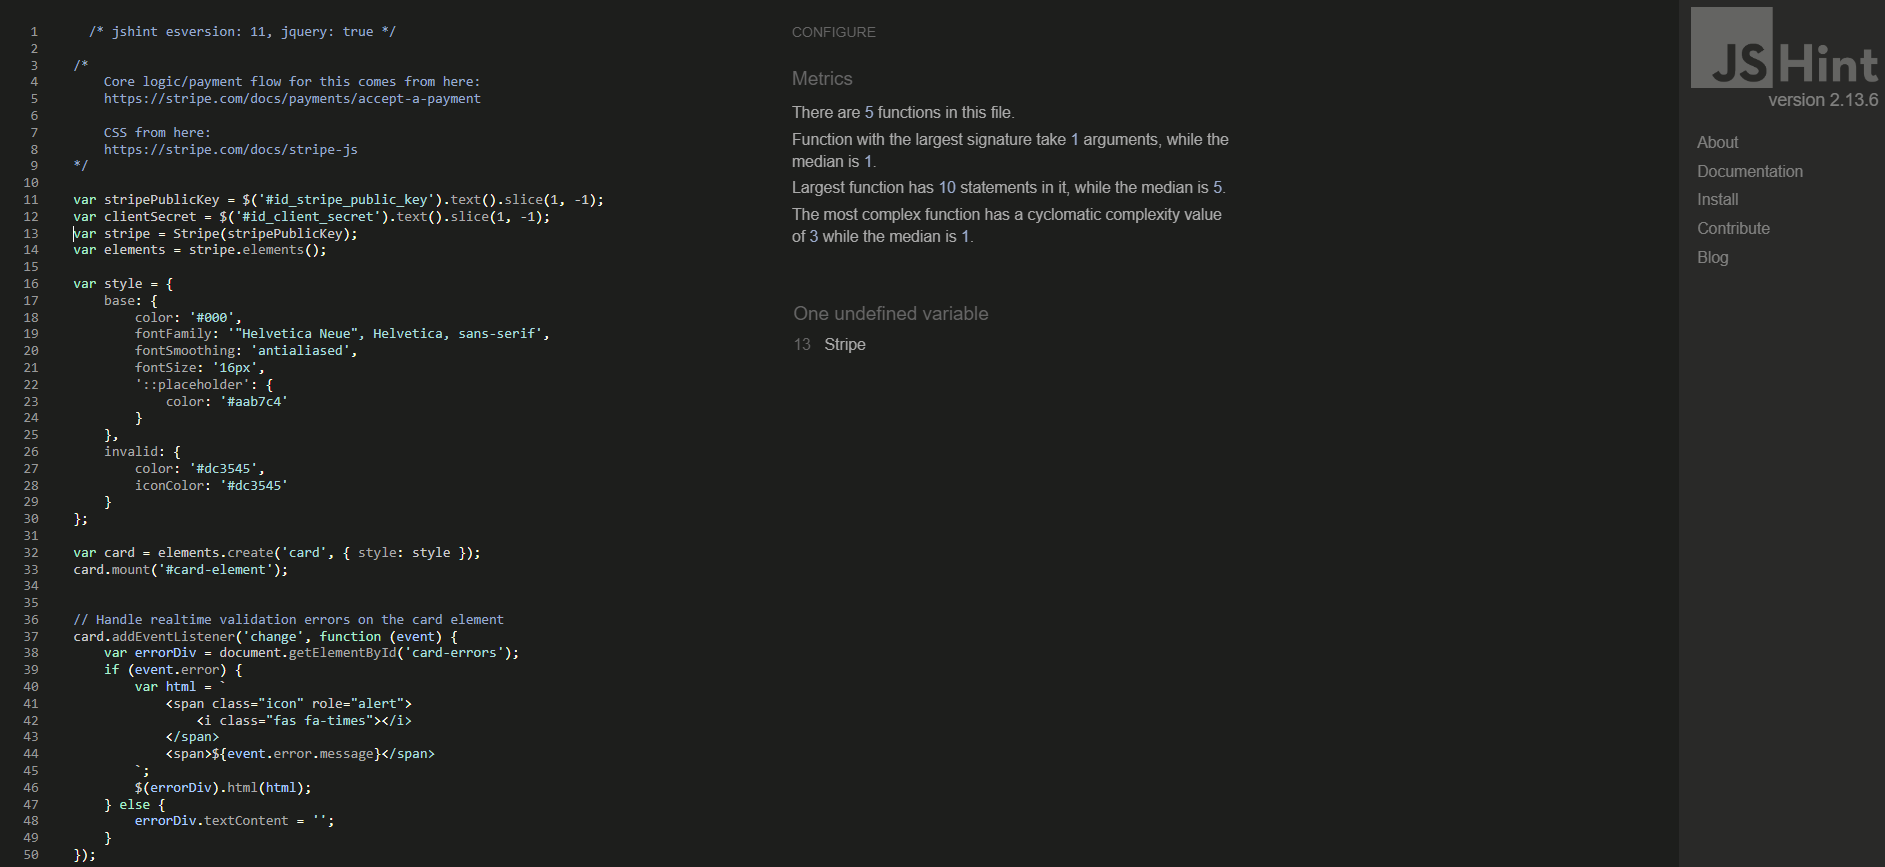 1 /* jshint esversion: 11, jquery: true */
2
3 /*
4 Core logic/payment flow for this comes from here:
5 https://stripe.com/docs/payments/accept-a-payment
6
7 CSS from here:
8 https://stripe.com/docs/stripe-js
9 */
10
11 var stripePublicKey = $('#id_stripe_public_key').text().slice(1, -1);
12 var clientSecret = $('#id_client_secret').text().slice(1, -1);
13 var stripe = Stripe(stripePublicKey);
14 var elements = stripe.elements();
15
16 var style = {
17 base: {
18 color: '#000',
19 fontFamily: '"Helvetica Neue", Helvetica, sans-serif',
20 fontSmoothing: 'antialiased',
21 fontSize: '16px',
22 '::placeholder': {
23 color: '#aab7c4'
24 }
25 },
26 invalid: {
27 color: '#dc3545',
28 iconColor: '#dc3545'
29 }
30 };
31
32 var card = elements.create('card', { style: style });
33 card.mount('#card-element');
34
35
36 // Handle realtime validation errors on the card element
37 card.addEventListener('change', function (event) {
38 var errorDiv = document.getElementById('card-errors');
39 if (event.error) {
40 var html = `
41 <span class="icon" role="alert">
42 <i class="fas fa-times"></i>
43 </span>
44 <span>${event.error.message}</span>
45 `;
46 $(errorDiv).html(html);
47 } else {
48 errorDiv.textContent = '';
49 }
50 });
CONFIGURE
Metrics
There are 5 functions in this file.
Function with the largest signature take 1 arguments, while the
median is 1.
Largest function has 10 statements in it, while the median is 5.
The most complex function has a cyclomatic complexity value
of 3 while the median is 1.
One undefined variable
13 Stripe
JSHint
version 2.13.6
About
Documentation
Install
Contribute
Blog